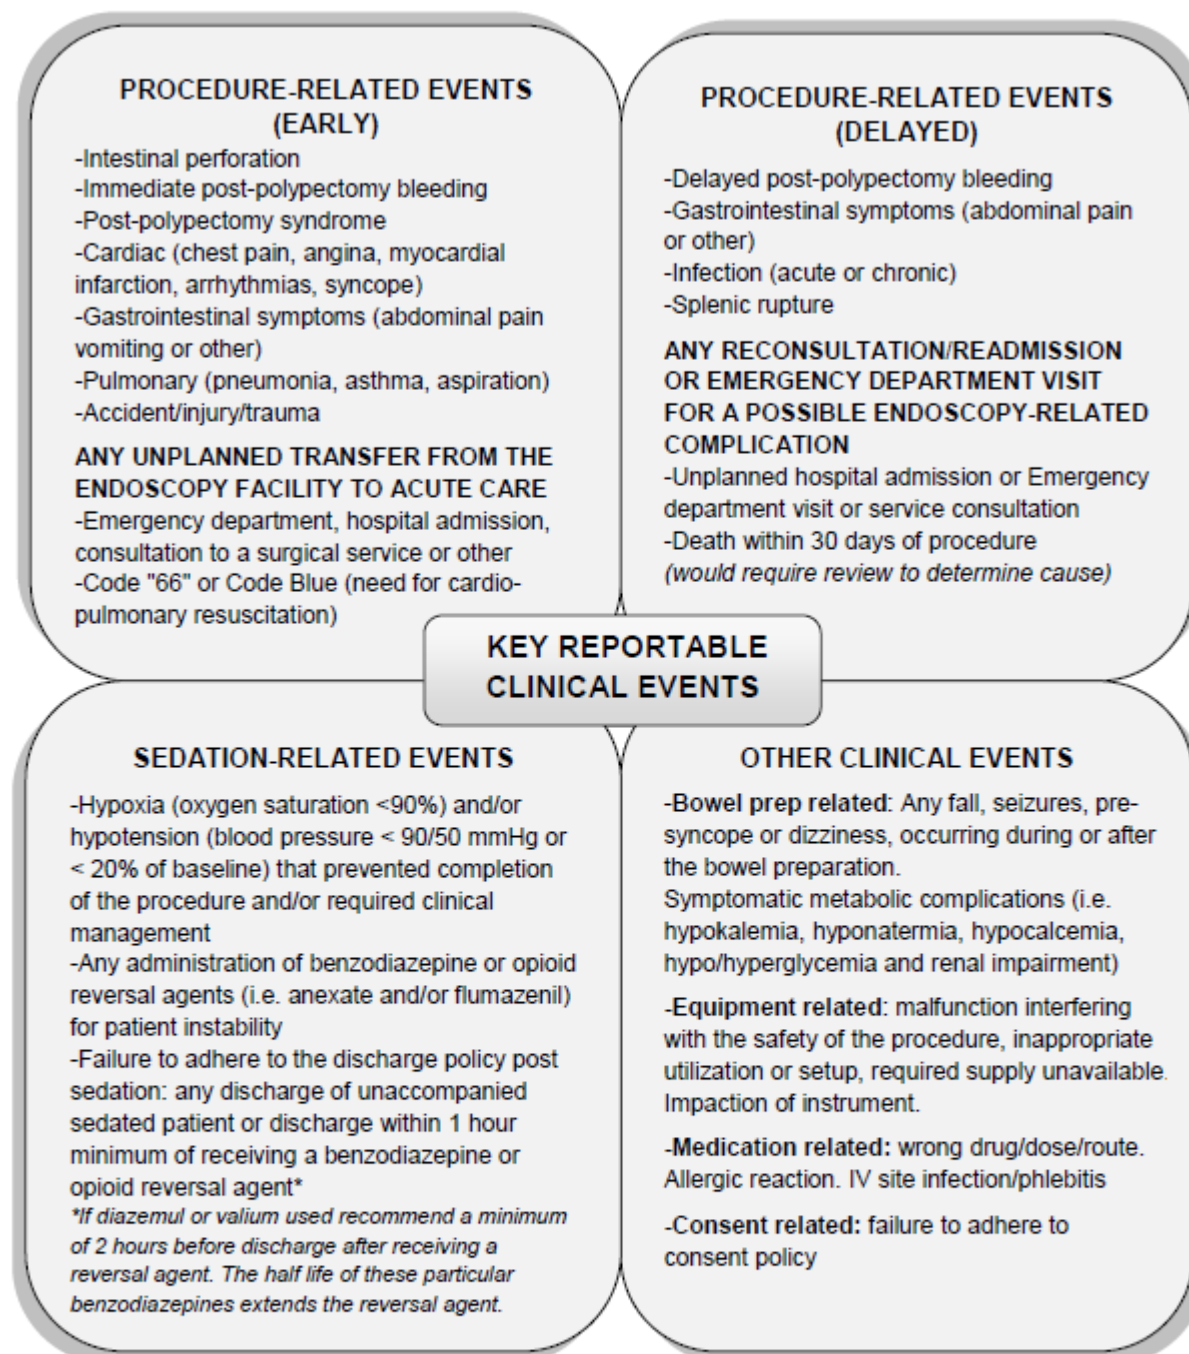 PROCEDURE-RELATED EVENTS
(EARLY)
-Intestinal perforation
-Immediate post-polypectomy bleeding
-Post-polypectomy syndrome
-Cardiac (chest pain, angina, myocardial
infarction, arrhythmias, syncope)
-Gastrointestinal symptoms (abdominal pain
vomiting or other)
-Pulmonary (pneumonia, asthma, aspiration)
-Accident/injury/trauma
ANY UNPLANNED TRANSFER FROM THE
ENDOSCOPY FACILITY TO ACUTE CARE
-Emergency department, hospital admission,
consultation to a surgical service or other
-Code "66" or Code Blue (need for cardio-
pulmonary resuscitation)
PROCEDURE-RELATED EVENTS
(DELAYED)
-Delayed post-polypectomy bleeding
-Gastrointestinal symptoms (abdominal pain
or other)
-Infection (acute or chronic)
-Splenic rupture
ANY RECONSULTATION/READMISSION
OR EMERGENCY DEPARTMENT VISIT
FOR A POSSIBLE ENDOSCOPY-RELATED
COMPLICATION
-Unplanned hospital admission or Emergency
department visit or service consultation
-Death within 30 days of procedure
(would require review to determine cause)
KEY REPORTABLE
CLINICAL EVENTS
SEDATION-RELATED EVENTS
-Hypoxia (oxygen saturation <90%) and/or
hypotension (blood pressure < 90/50 mmHg or
< 20% of baseline) that prevented completion
of the procedure and/or required clinical
management
-Any administration of benzodiazepine or opioid
reversal agents (i.e. anexate and/or flumazenil)
for patient instability
-Failure to adhere to the discharge policy post
sedation: any discharge of unaccompanied
sedated patient or discharge within 1 hour
minimum of receiving a benzodiazepine or
opioid reversal agent*
*If diazemul or valium used recommend a minimum
of 2 hours before discharge after receiving a
reversal agent. The half life of these particular
benzodiazepines extends the reversal agent.
OTHER CLINICAL EVENTS
-Bowel prep related: Any fall, seizures, pre-
syncope or dizziness, occurring during or after
the bowel preparation.
Symptomatic metabolic complications (i.e.
hypokalemia, hyponatermia, hypocalcemia,
hypo/hyperglycemia and renal impairment)
-Equipment related: malfunction interfering
with the safety of the procedure, inappropriate
utilization or setup, required supply unavailable.
Impaction of instrument.
-Medication related: wrong drug/dose/route.
Allergic reaction. IV site infection/phlebitis
-Consent related: failure to adhere to
consent policy